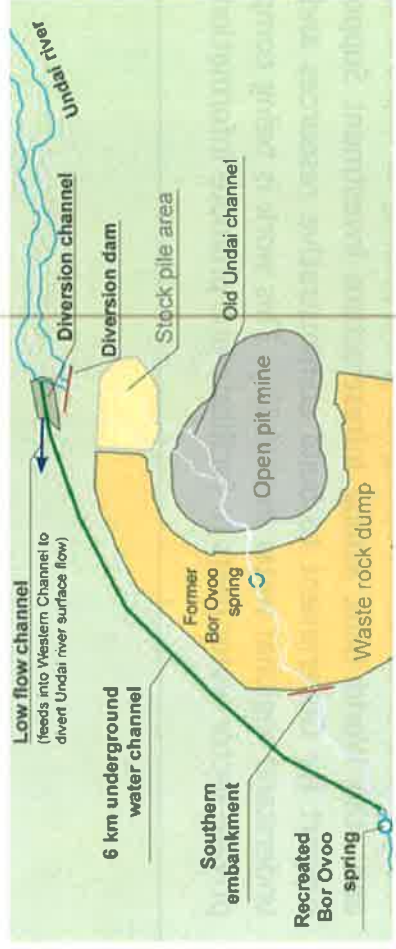 Undai river
Diversion channel
Diversion dam
Stock pile area
Old Undai channel
Low flow channel
(feeds into Western Channel to
divert Undai river surface flow)
Open pit mine
Former
Bor Ovoo
spring
Waste rock dump
6 km underground
water channel
Southern
embankment
Recreated
Bor Ovoo
spring